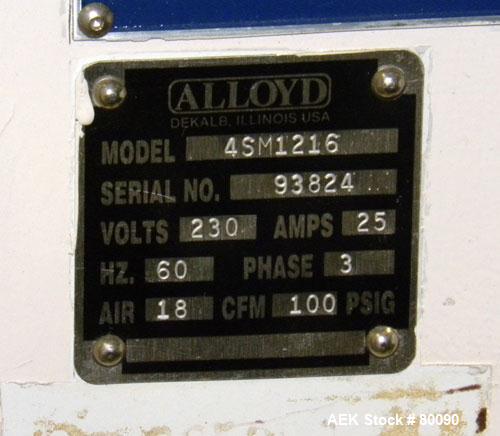 ALLOYD
DEKALB, ILLINOIS USA
MODEL 4SM1216
SERIAL NO. 93824
VOLTS 230 AMPS 25
HZ. 60 PHASE 3
AIR 18 CFM 100 PSIG
AEK Stock # 80090